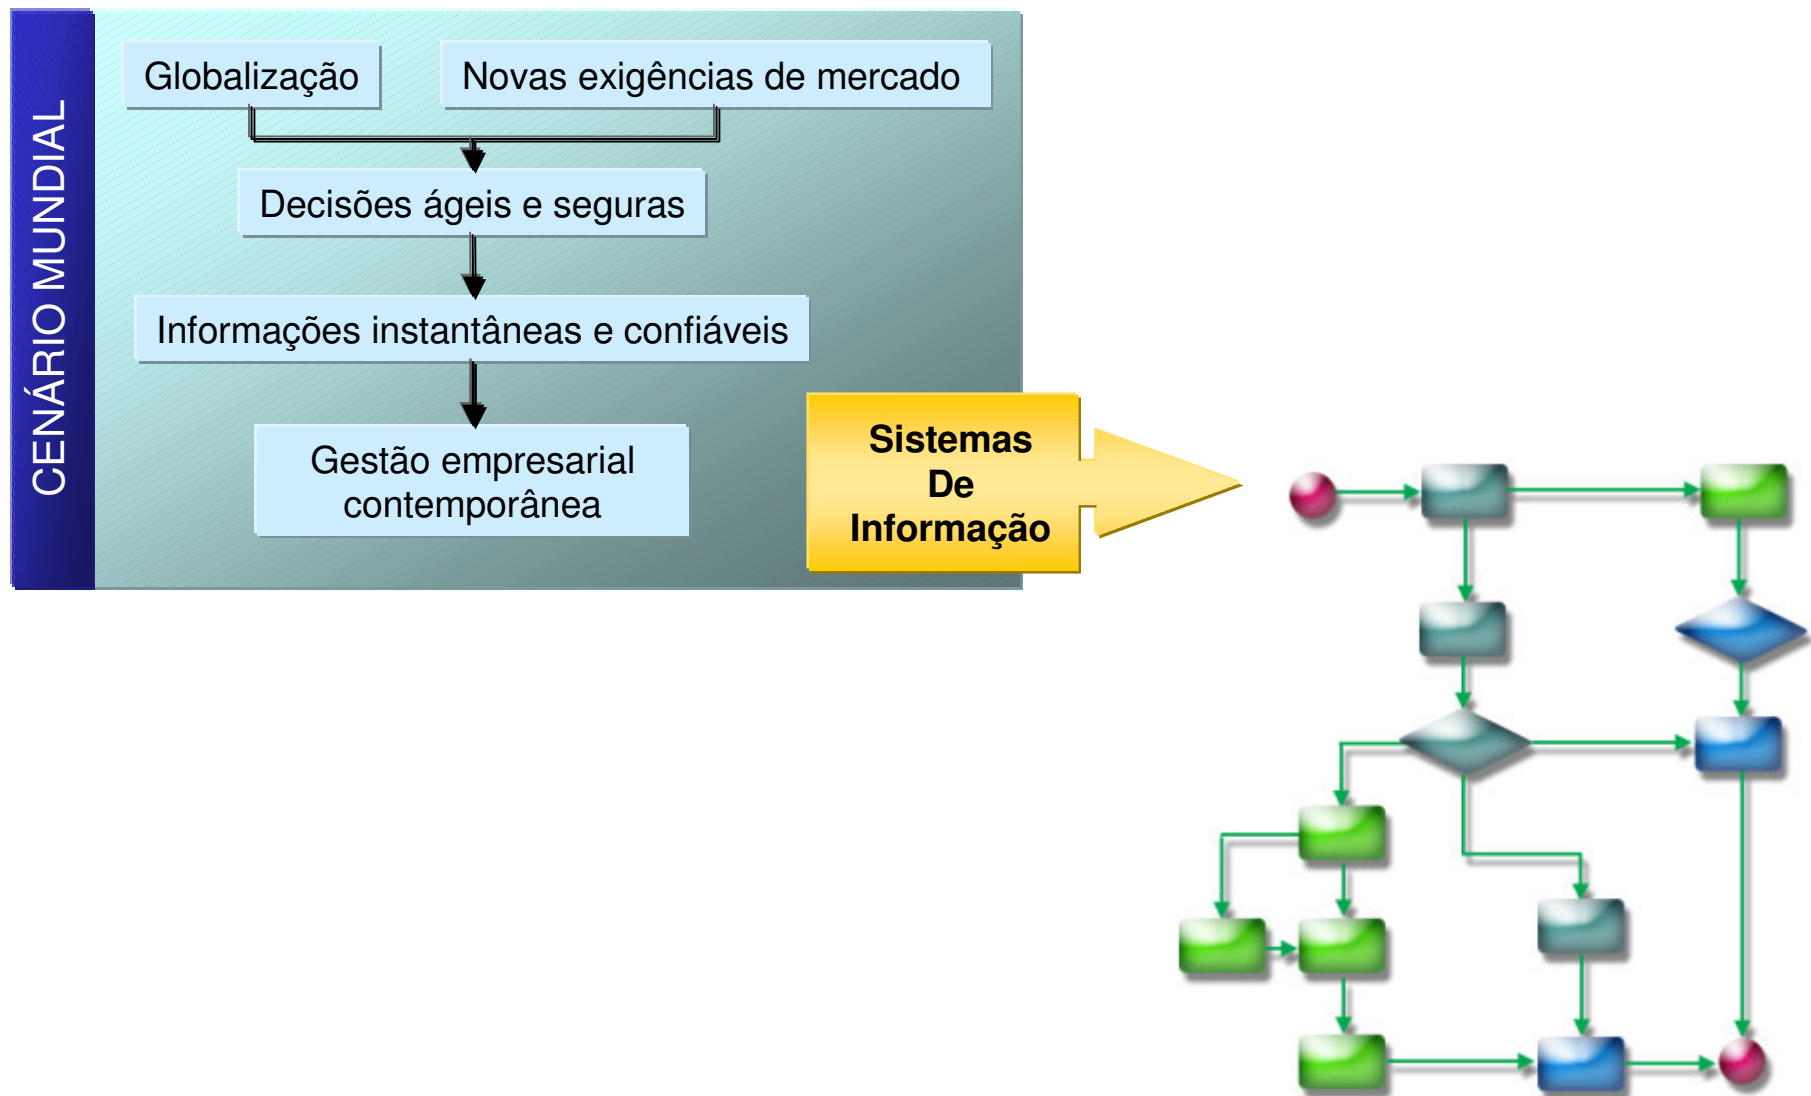 CENÁRIO MUNDIAL
Globalização
Novas exigências de mercado
Decisões ágeis e seguras
Informações instantâneas e confiáveis
Gestão empresarial
contemporânea
Sistemas
De
Informação